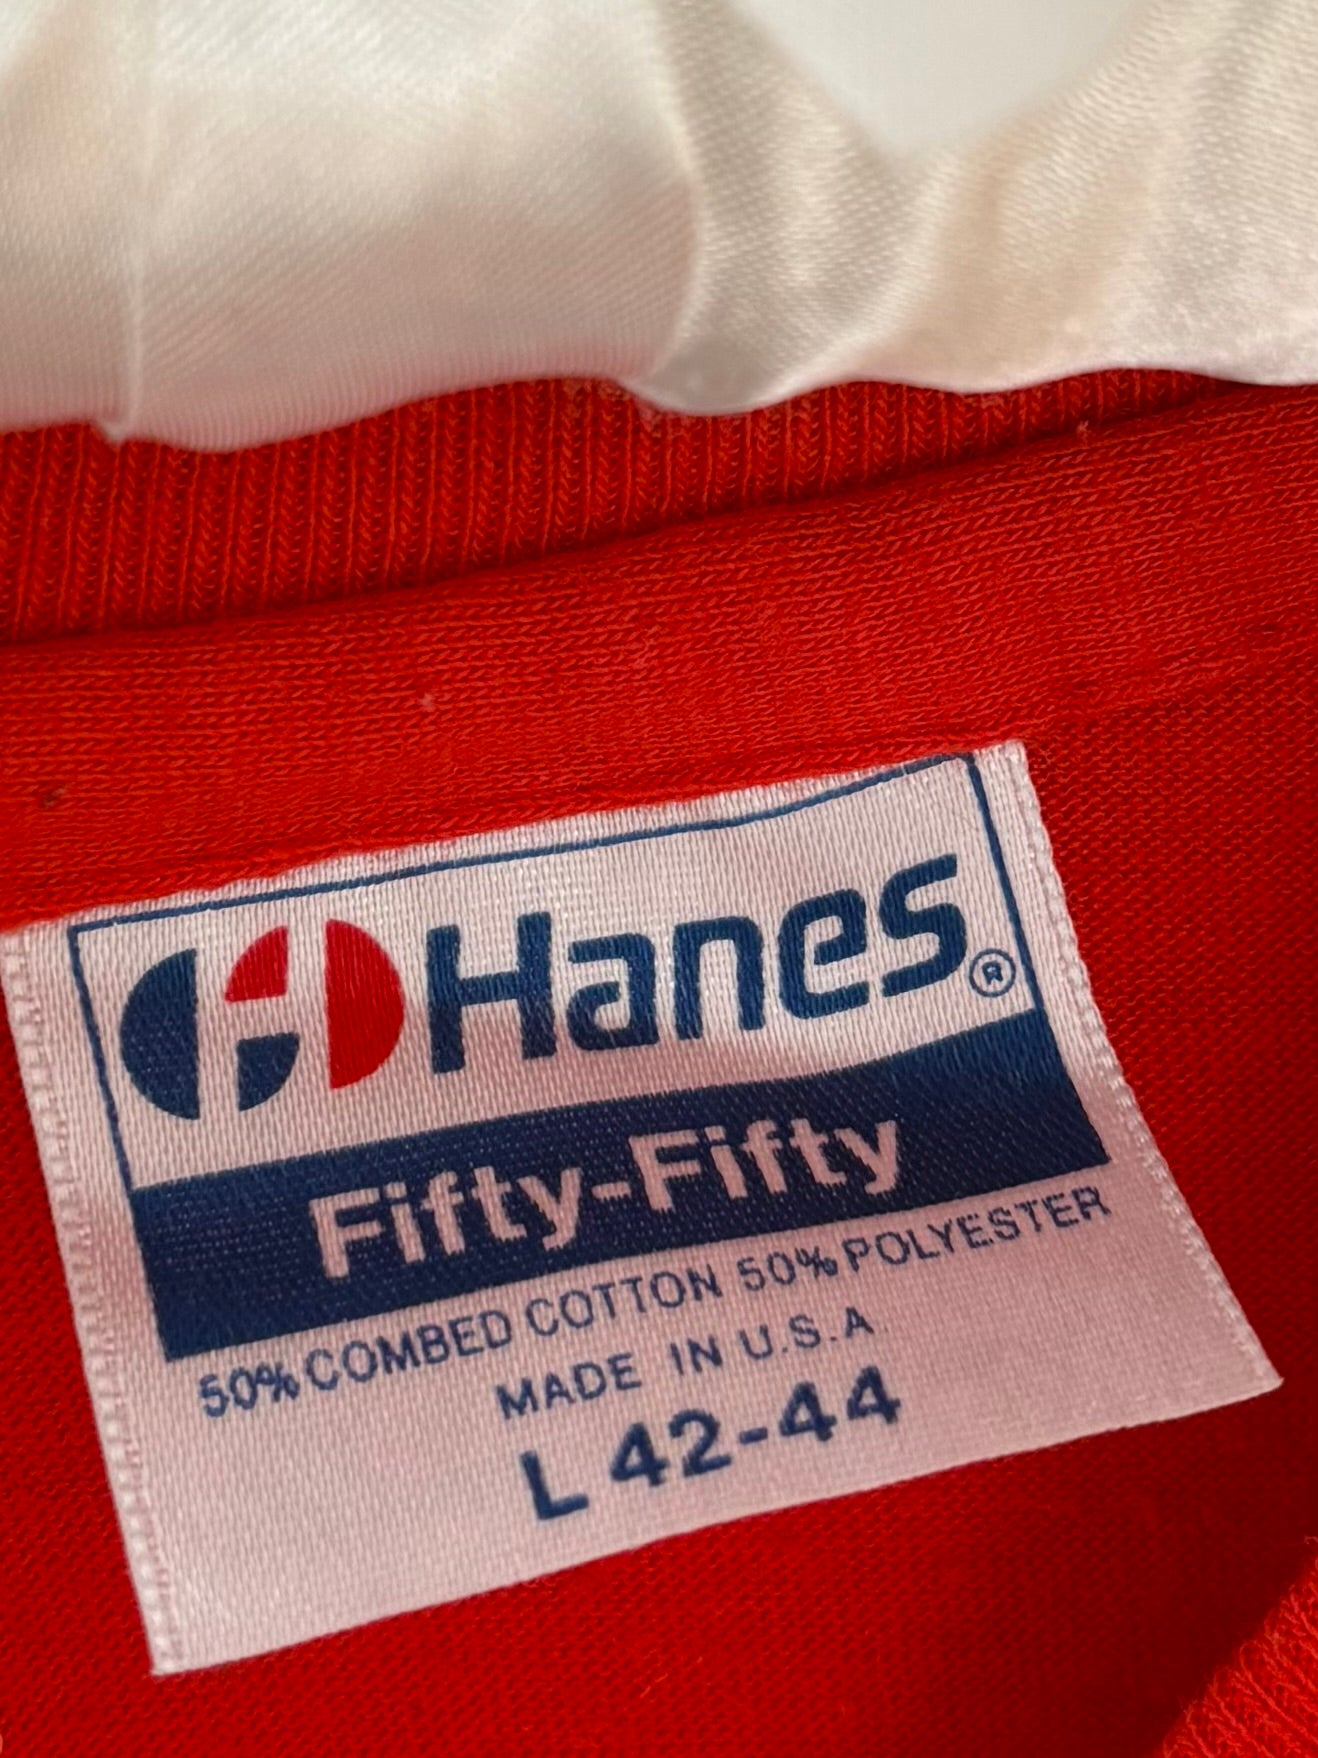 Hanes®
Fifty-Fifty
50% COMBED COTTON 50% POLYESTER
MADE IN U.S.A.
L 42-44